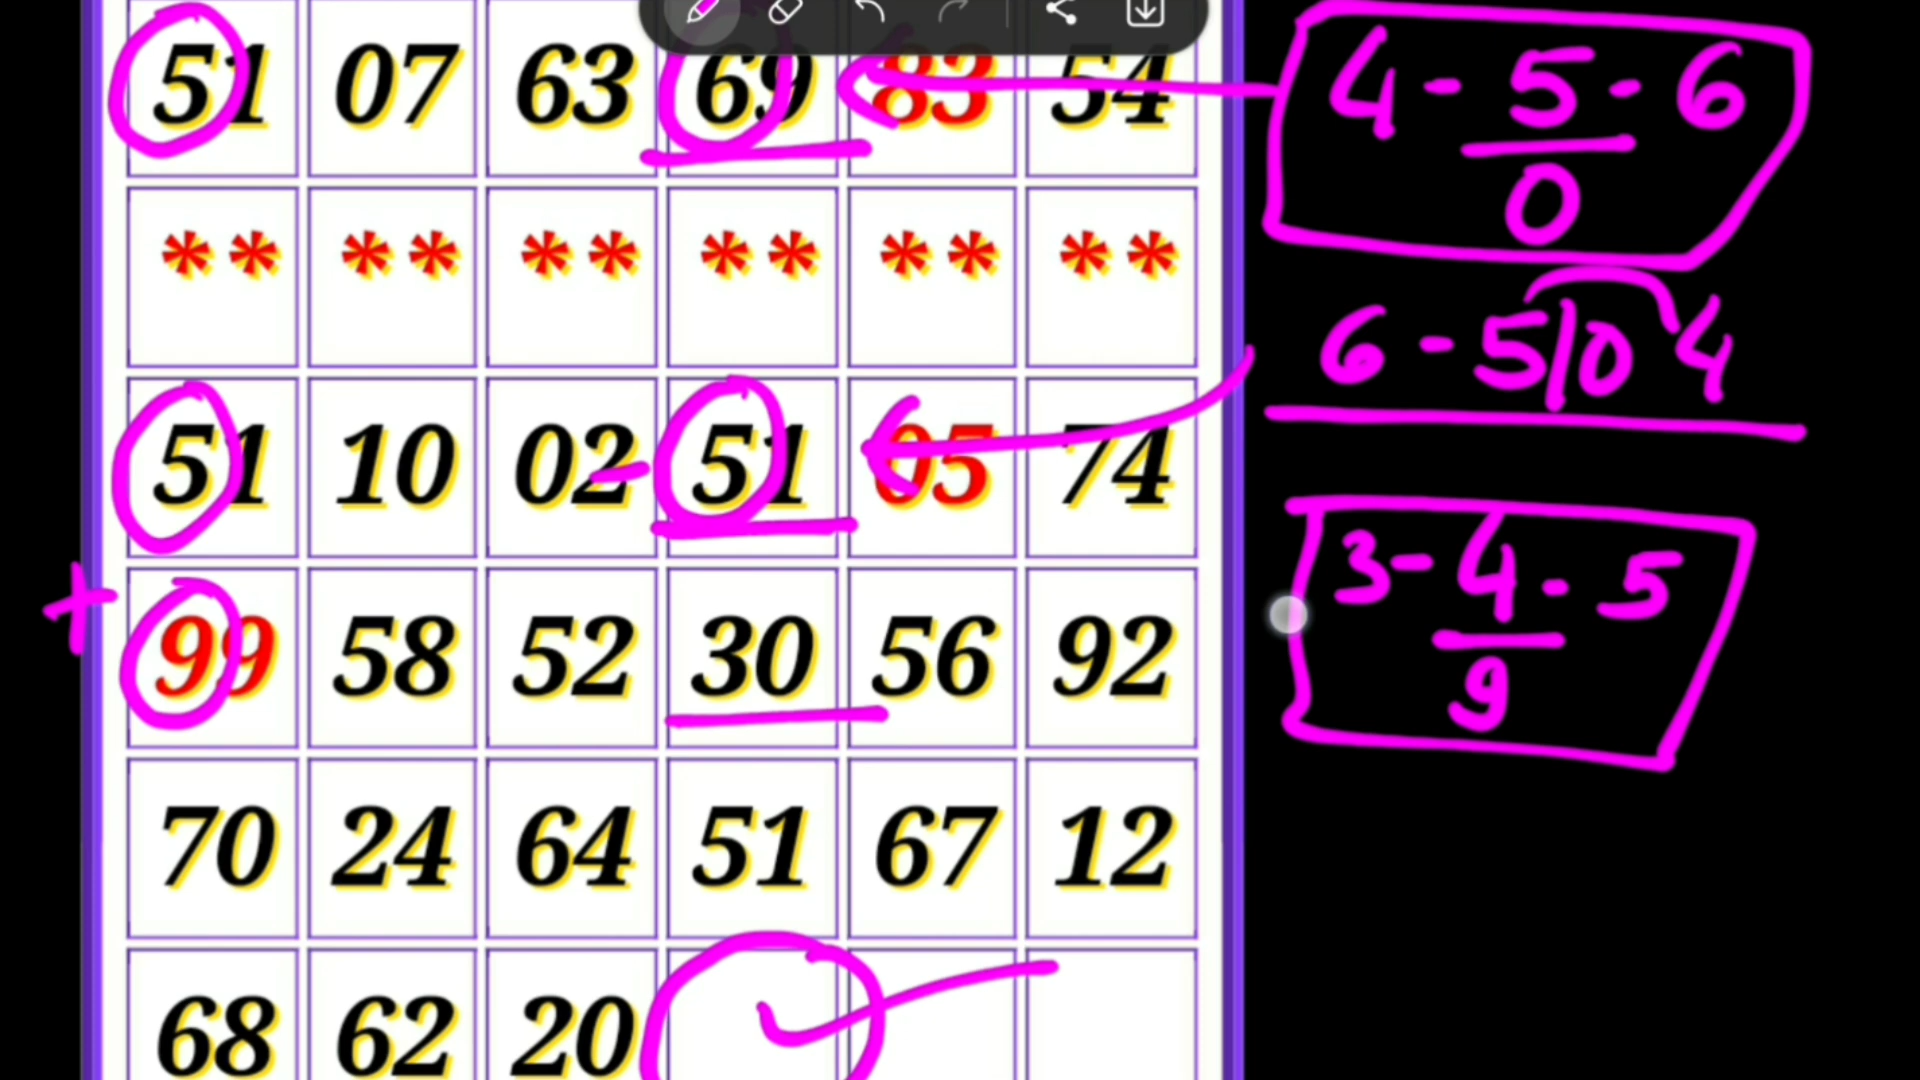 51 07 63 69 83 54
** ** ** ** ** **
51 10 02 51 05 74
99 58 52 30 56 92
70 24 64 51 67 12
68 62 20
4 - 5 - 6
0
6 - 5 | 0 4
3 - 4 - 5
9
+
-